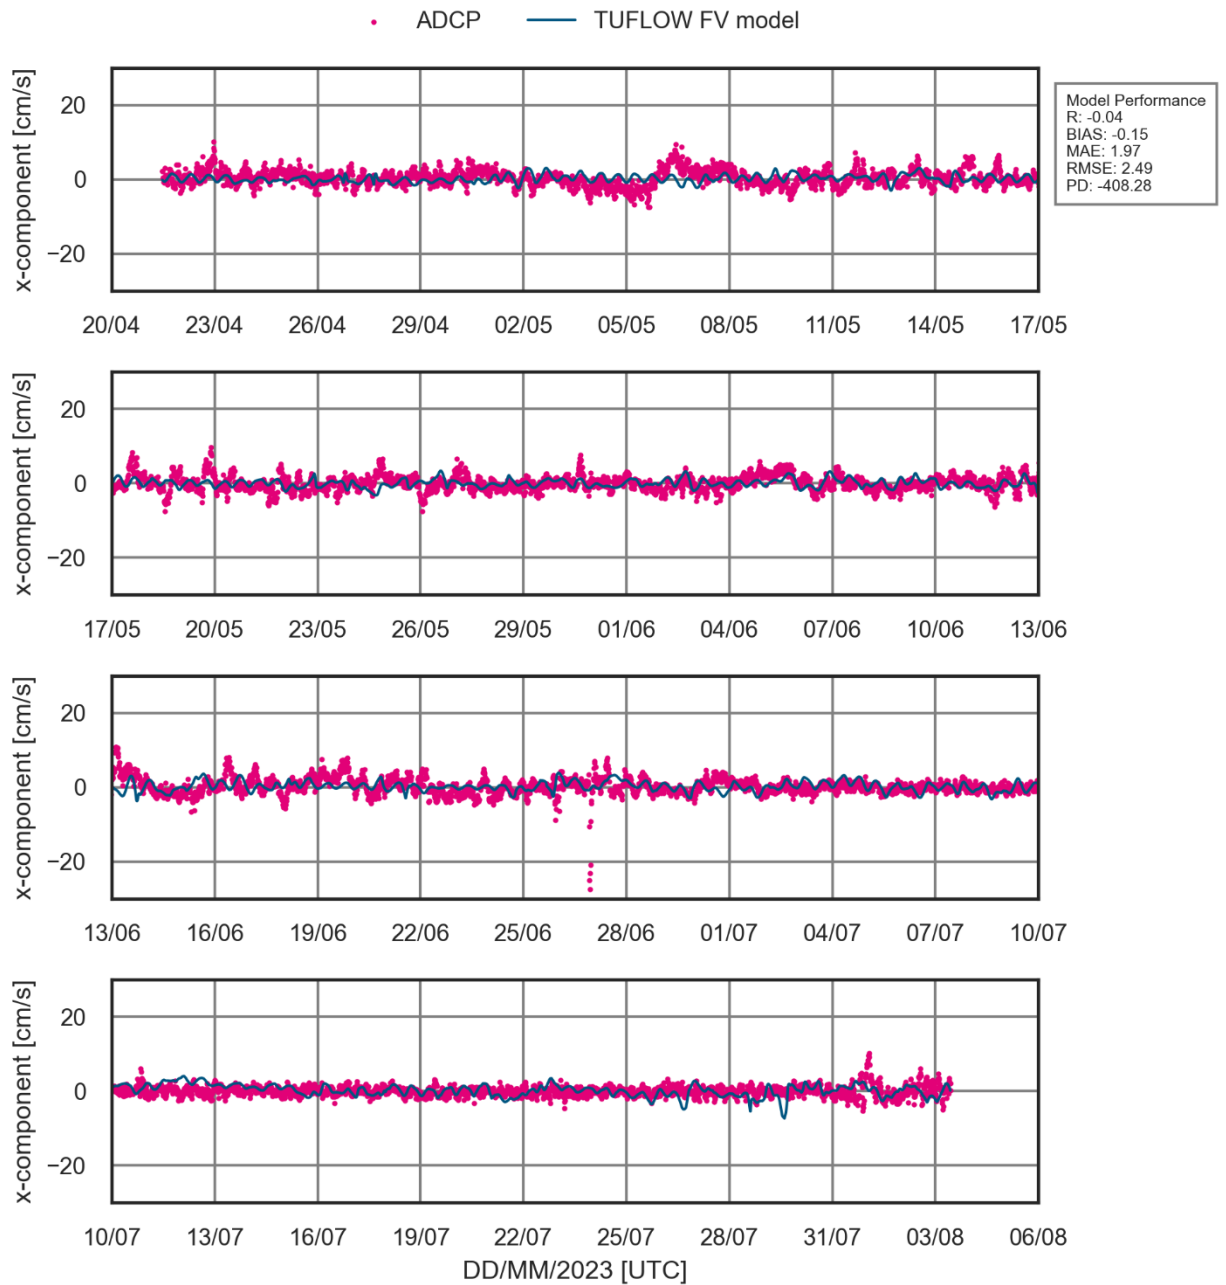 ADCP TUFLOW FV model
x-component [cm/s]
20
0
−20
20/04 23/04 26/04 29/04 02/05 05/05 08/05 11/05 14/05 17/05
Model Performance
R: -0.04
BIAS: -0.15
MAE: 1.97
RMSE: 2.49
PD: -408.28
x-component [cm/s]
20
0
−20
17/05 20/05 23/05 26/05 29/05 01/06 04/06 07/06 10/06 13/06
x-component [cm/s]
20
0
−20
13/06 16/06 19/06 22/06 25/06 28/06 01/07 04/07 07/07 10/07
x-component [cm/s]
20
0
−20
10/07 13/07 16/07 19/07 22/07 25/07 28/07 31/07 03/08 06/08
DD/MM/2023 [UTC]